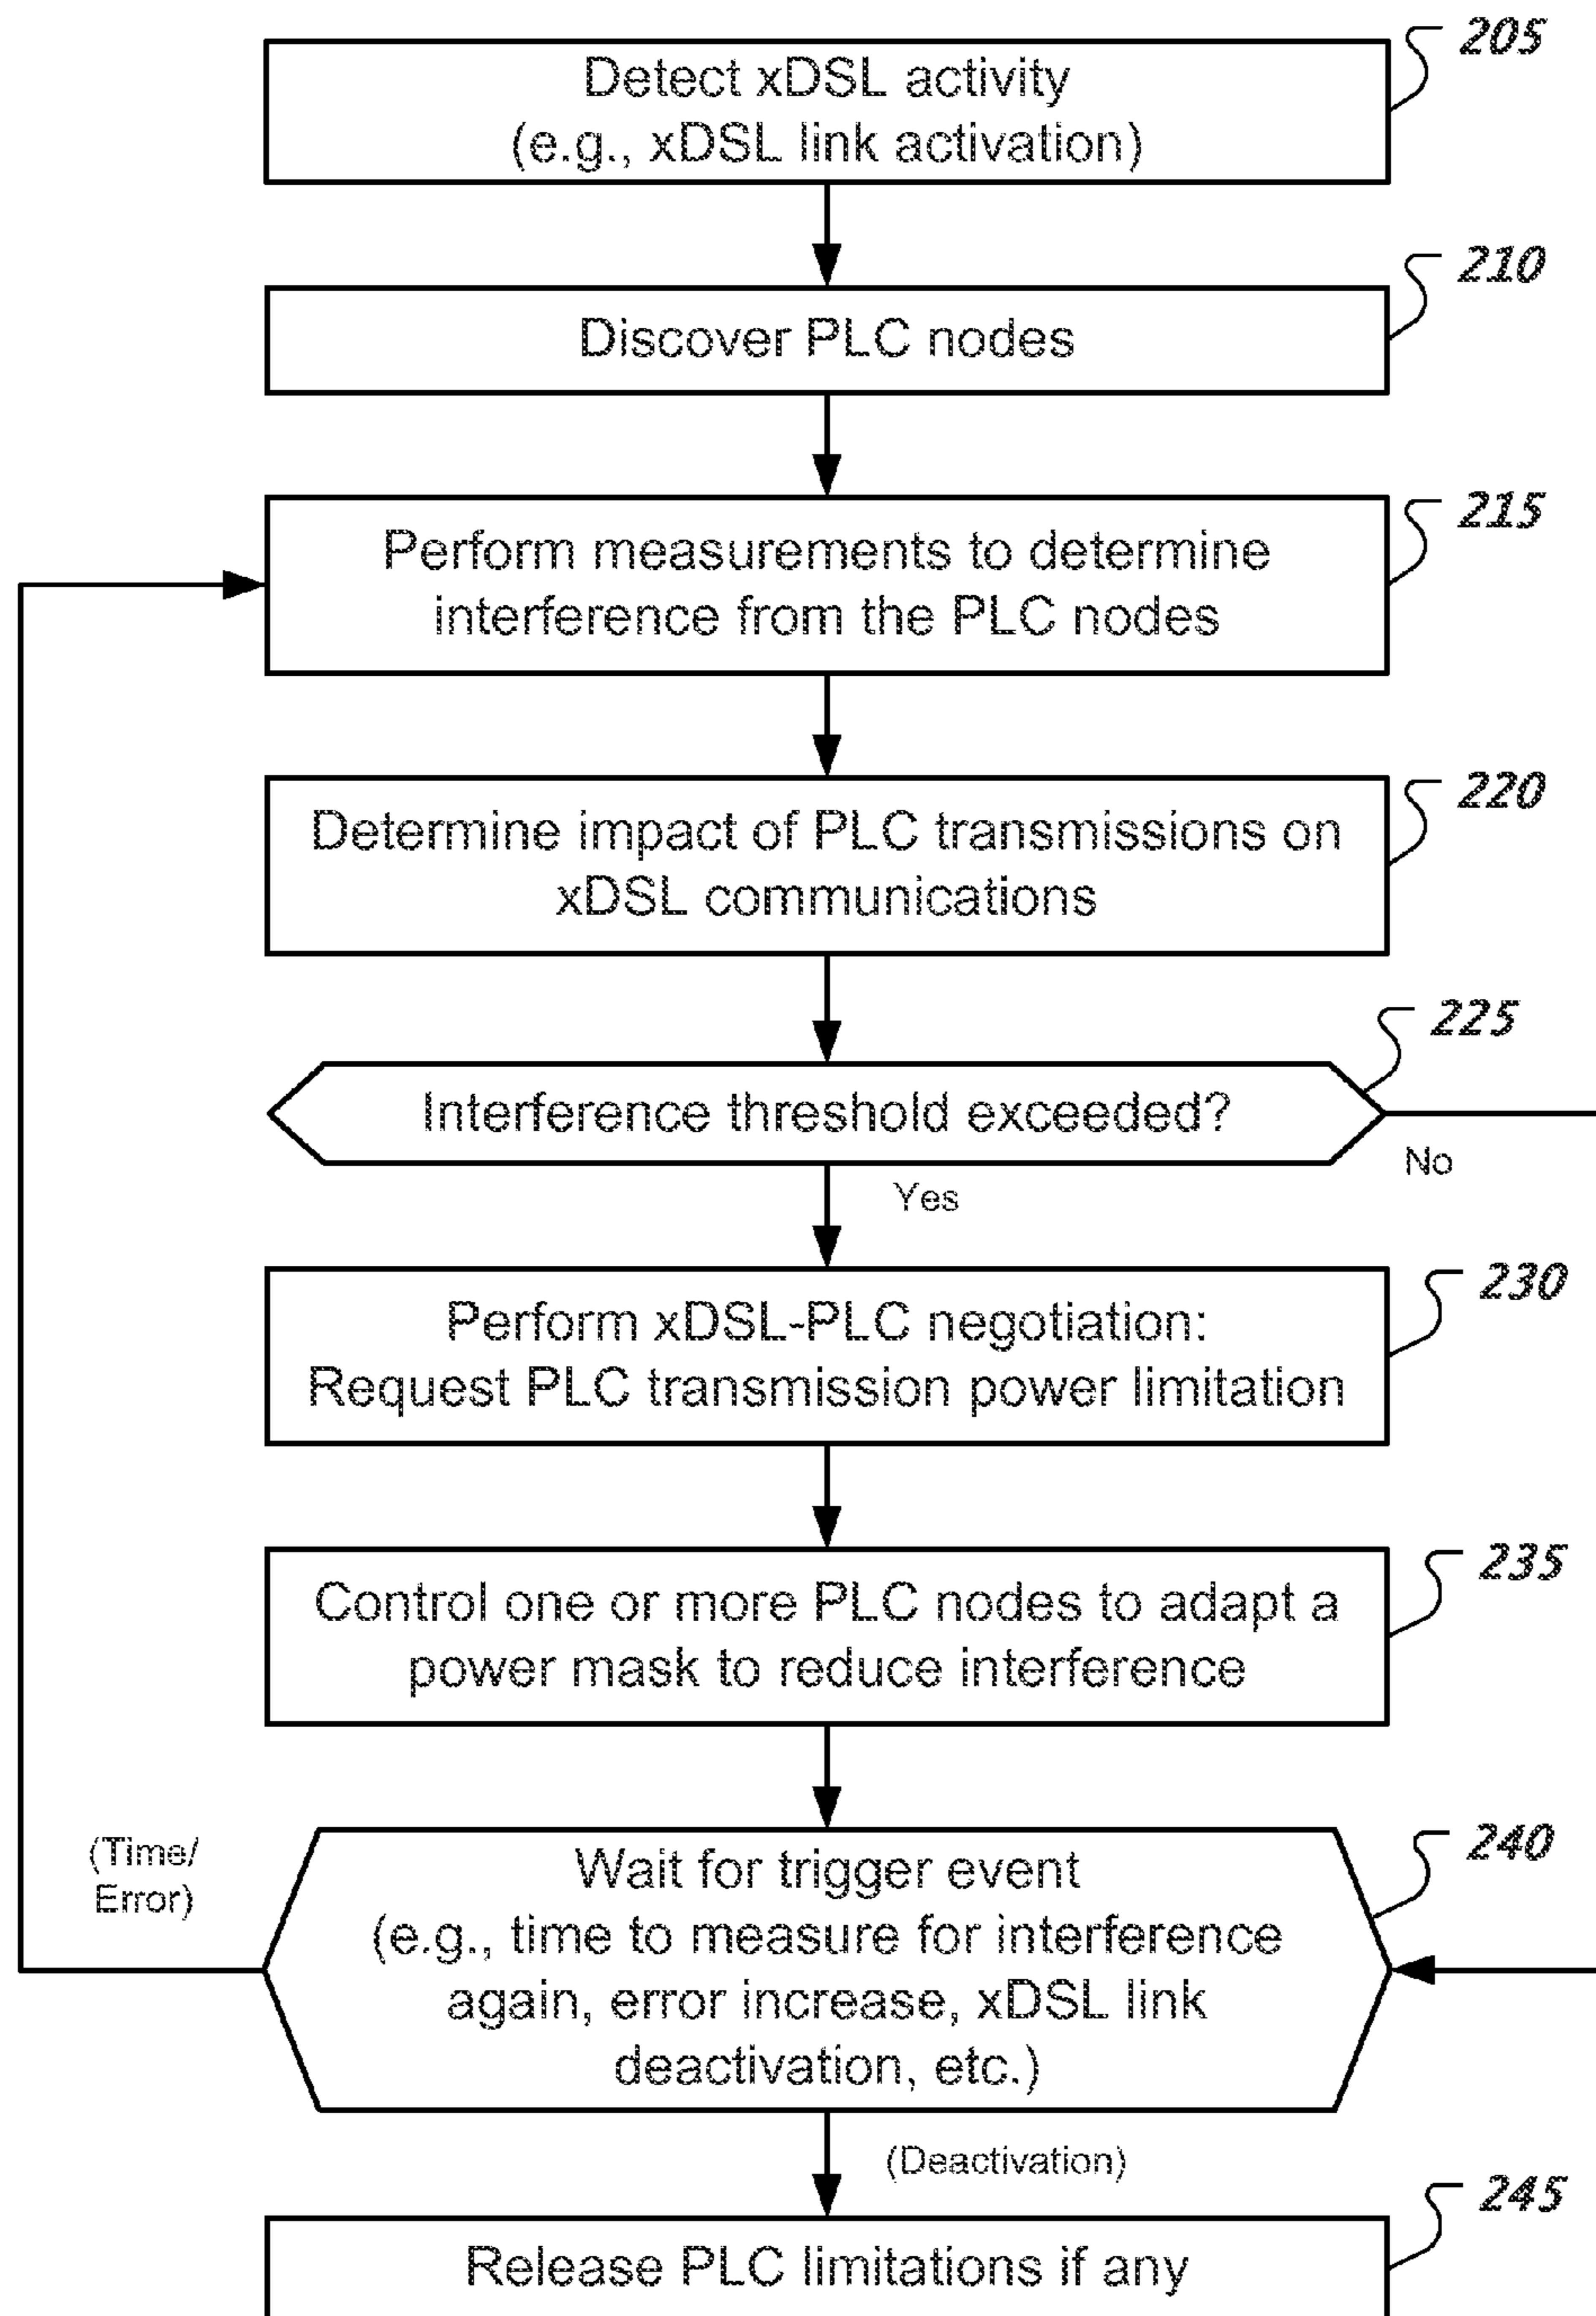 205
Detect xDSL activity
(e.g., xDSL link activation)
210
Discover PLC nodes
215
Perform measurements to determine
interference from the PLC nodes
220
Determine impact of PLC transmissions on
xDSL communications
225
Interference threshold exceeded?
No
Yes
230
Perform xDSL-PLC negotiation:
Request PLC transmission power limitation
235
Control one or more PLC nodes to adapt a
power mask to reduce interference
240
(Time/
Error)
Wait for trigger event
(e.g., time to measure for interference
again, error increase, xDSL link
deactivation, etc.)
(Deactivation)
245
Release PLC limitations if any